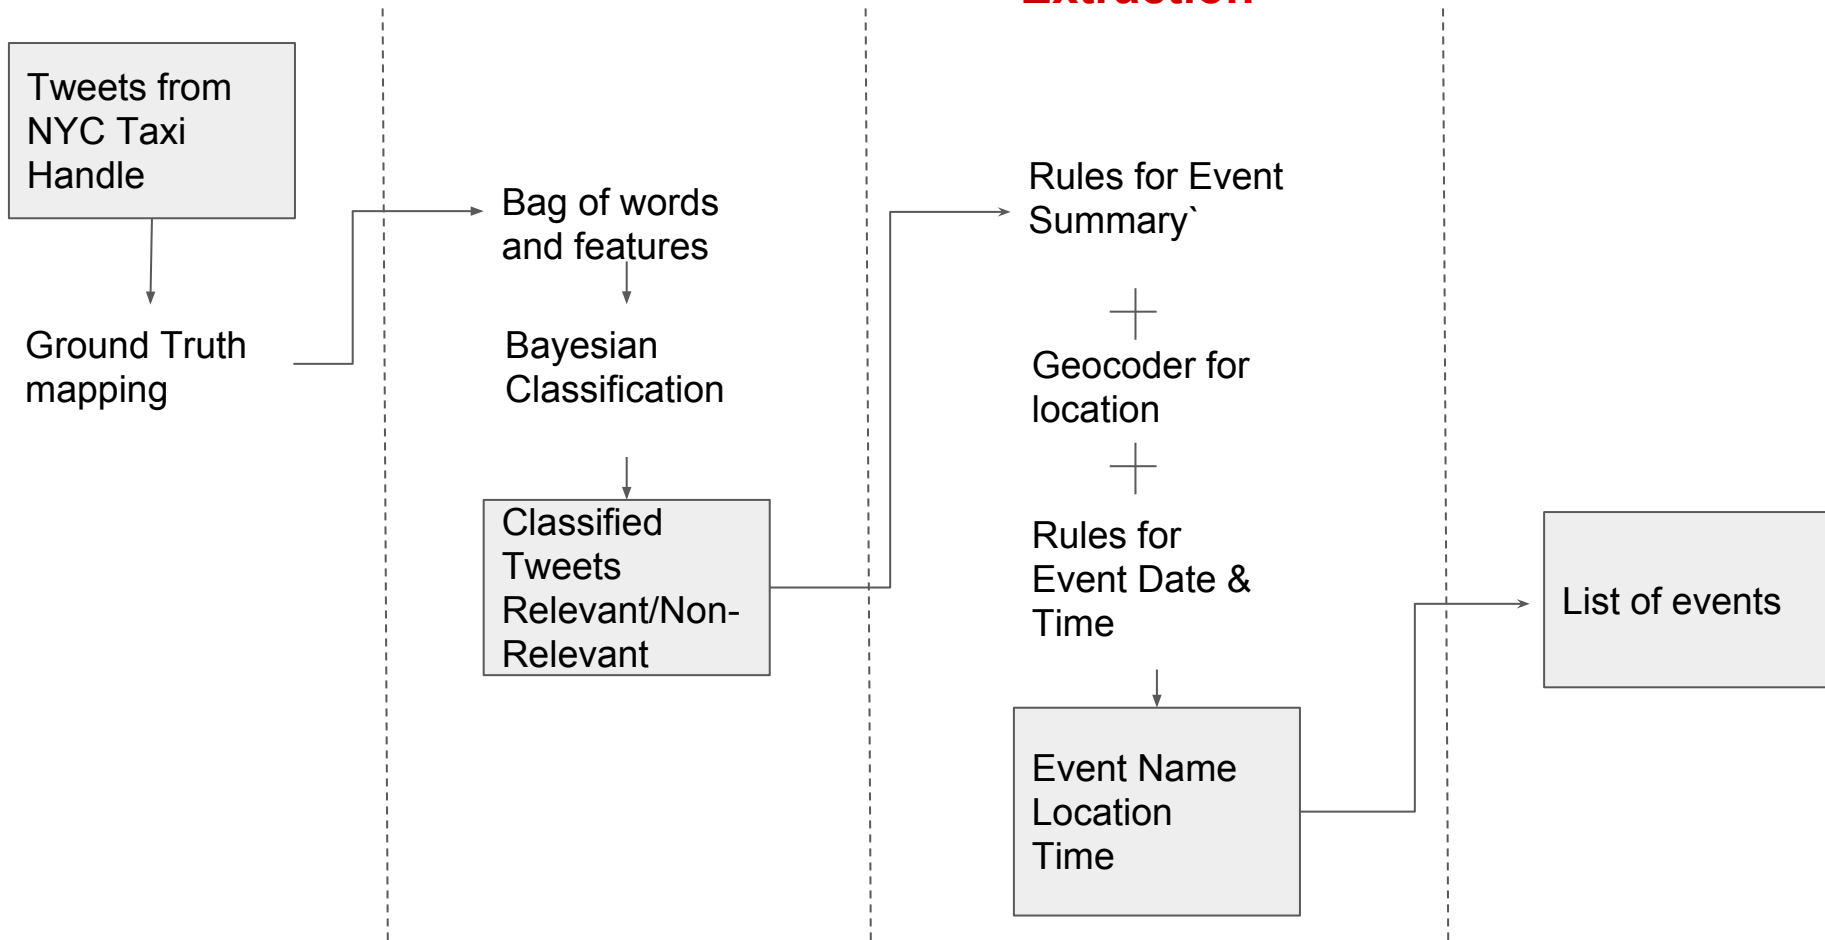 Extraction
Tweets from
NYC Taxi
Handle
Ground Truth
mapping
Bag of words
and features
Bayesian
Classification
Classified
Tweets
Relevant/Non-
Relevant
Rules for Event
Summary`
Geocoder for
location
Rules for
Event Date &
Time
Event Name
Location
Time
List of events